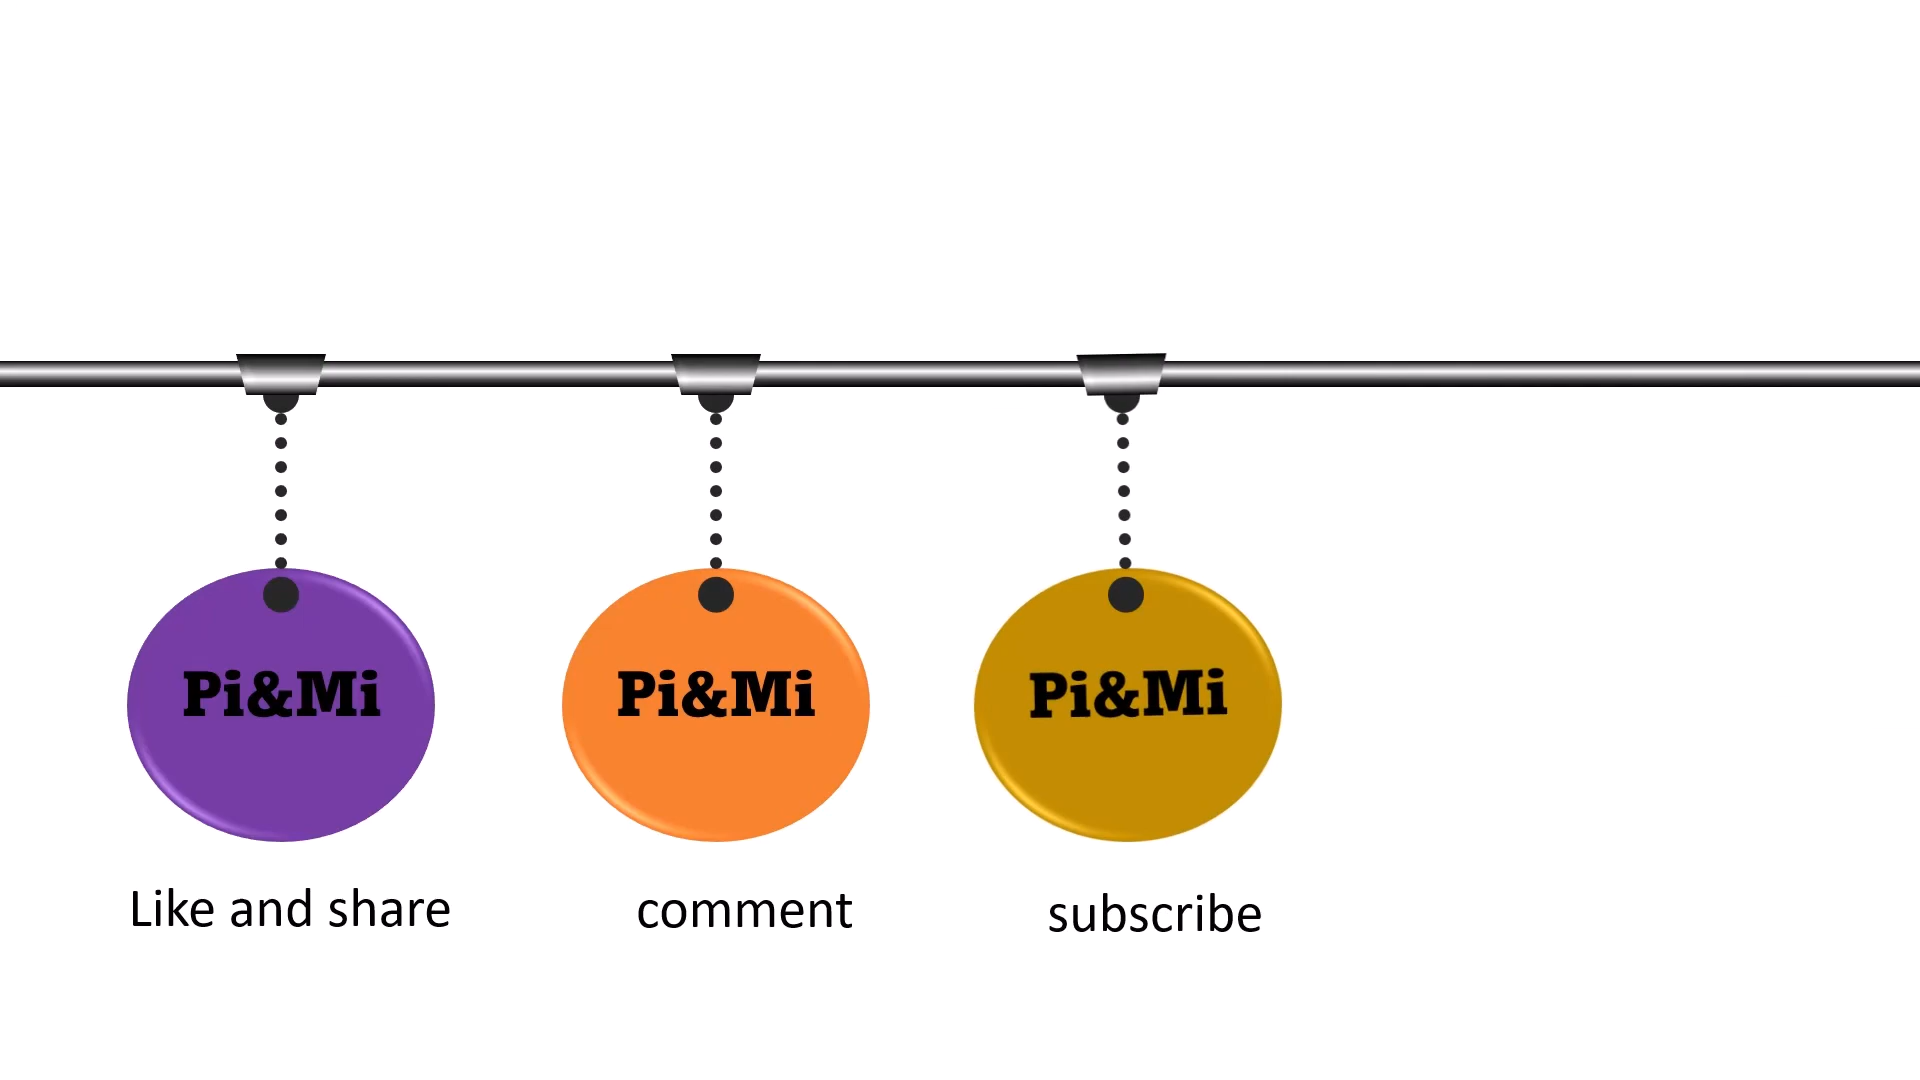 Pi&Mi
Pi&Mi
Pi&Mi
Like and share
comment
subscribe